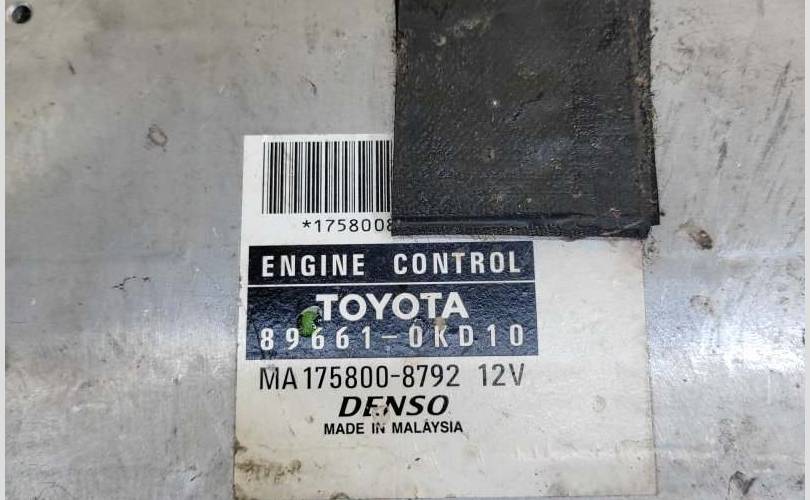 *1758008
ENGINE CONTROL
TOYOTA
89661-0KD10
MA175800-8792 12V
DENSO
MADE IN MALAYSIA